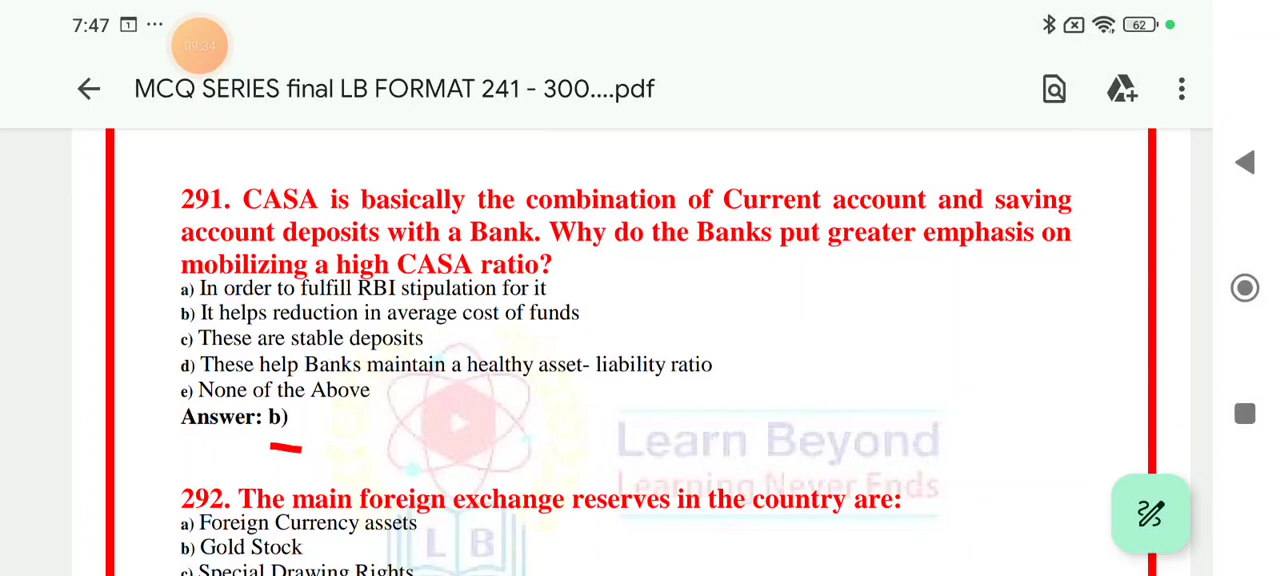 7:47
09:34
62
MCQ SERIES final LB FORMAT 241 - 300....pdf
291. CASA is basically the combination of Current account and saving
account deposits with a Bank. Why do the Banks put greater emphasis on
mobilizing a high CASA ratio?
a) In order to fulfill RBI stipulation for it
b) It helps reduction in average cost of funds
c) These are stable deposits
d) These help Banks maintain a healthy asset- liability ratio
e) None of the Above
Answer: b)
Learn Beyond
Learning Never Ends
292. The main foreign exchange reserves in the country are:
a) Foreign Currency assets
L B
b) Gold Stock
c) Special Drawing Rights